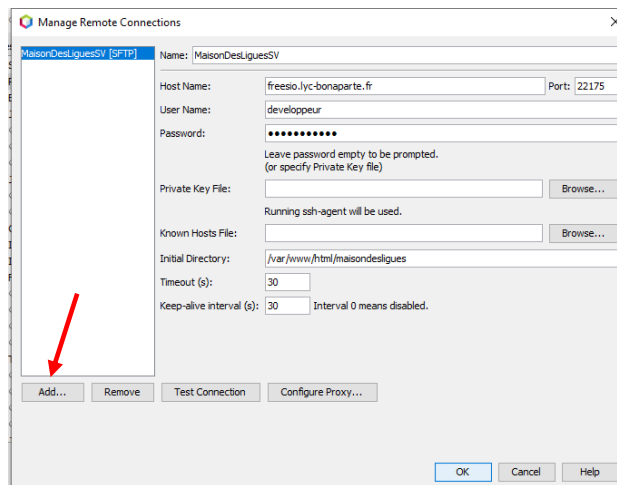 Manage Remote Connections
MaisonDesLiguesSV [SFTP]
Name: MaisonDesLiguesSV
Host Name: freesio.lyc-bonaparte.fr Port: 22175
User Name: developpeur
Password: •••••••••••
Leave password empty to be prompted.
(or specify Private Key file)
Private Key File: Browse...
Running ssh-agent will be used.
Known Hosts File: Browse...
Initial Directory: /var/www/html/maisondesligues
Timeout (s): 30
Keep-alive interval (s): 30 Interval 0 means disabled.
Add... Remove Test Connection Configure Proxy...
OK Cancel Help